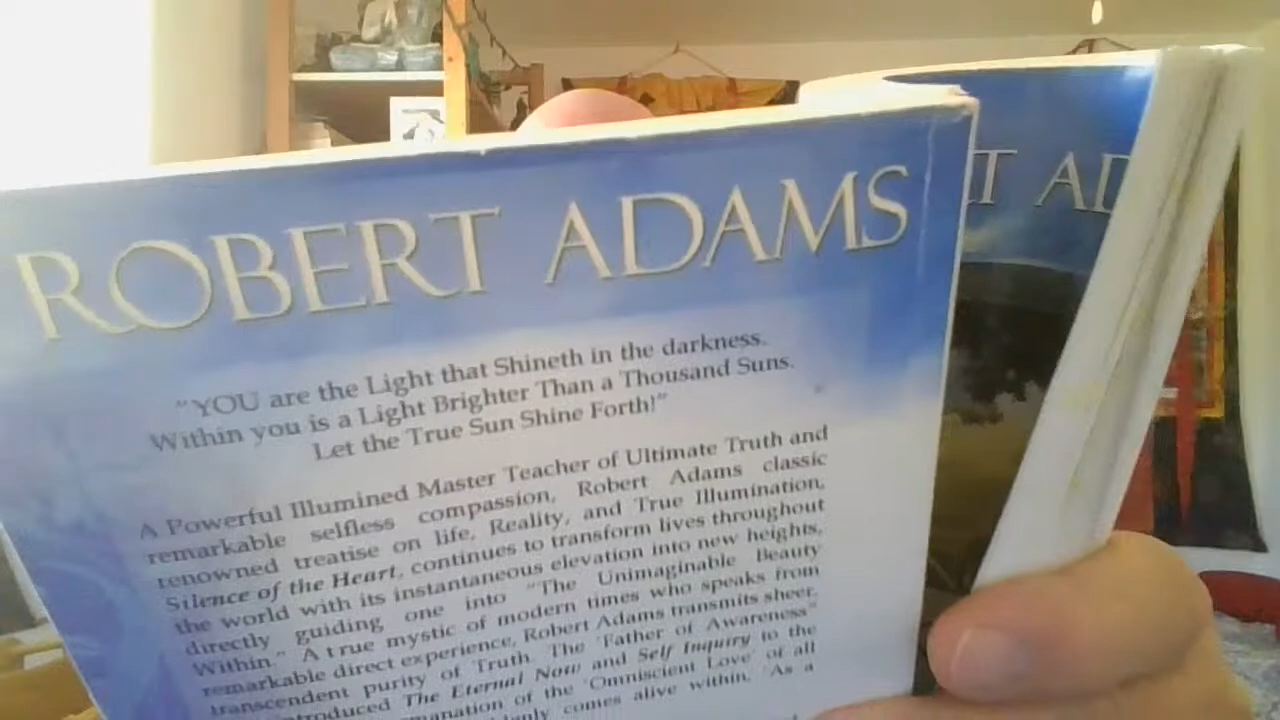 ROBERT ADAMS
T AD
"YOU are the Light that Shineth in the darkness.
Within you is a Light Brighter Than a Thousand Suns.
Let the True Sun Shine Forth!"
A Powerful Illumined Master Teacher of Ultimate Truth and
remarkable selfless compassion, Robert Adams classic
renowned treatise on life, Reality, and True Illumination,
Silence of the Heart, continues to transform lives throughout
the world with its instantaneous elevation into new heights,
directly guiding one into "The Unimaginable Beauty
Within." A true mystic of modern times who speaks from
remarkable direct experience, Robert Adams transmits sheer,
transcendent purity of Truth. The 'Father of Awareness"
ntroduced The Eternal Now and Self Inquiry to the
manation of the 'Omniscient Love' of all
comes alive within. 'As a